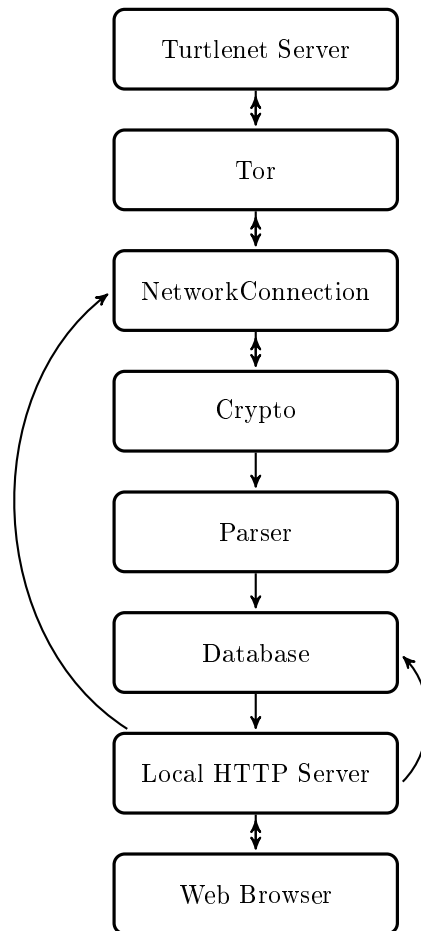 Turtlenet Server
Tor
NetworkConnection
Crypto
Parser
Database
Local HTTP Server
Web Browser